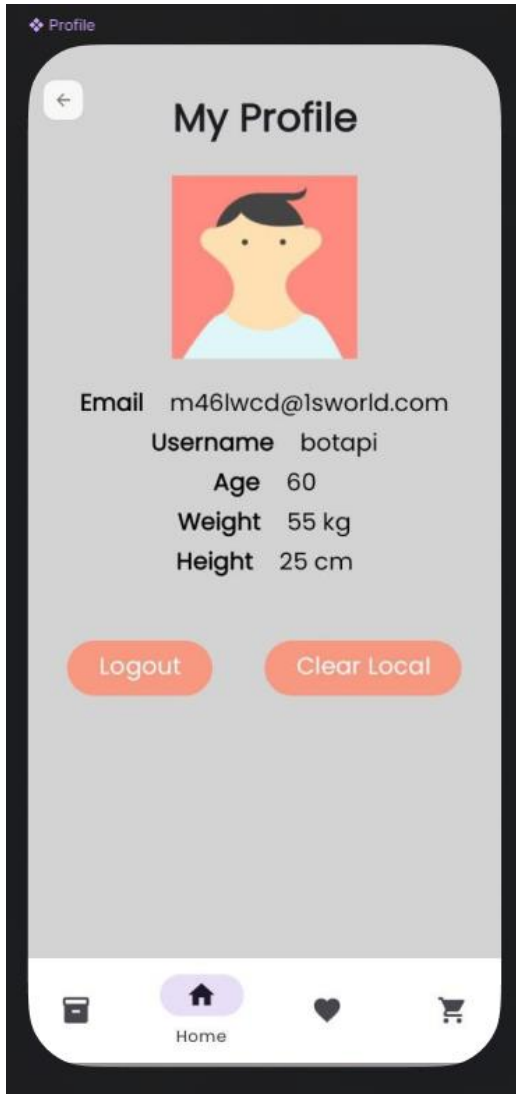 Profile
My Profile
Email m46lwcd@1sworld.com
Username botapi
Age 60
Weight 55 kg
Height 25 cm
Logout Clear Local
Home